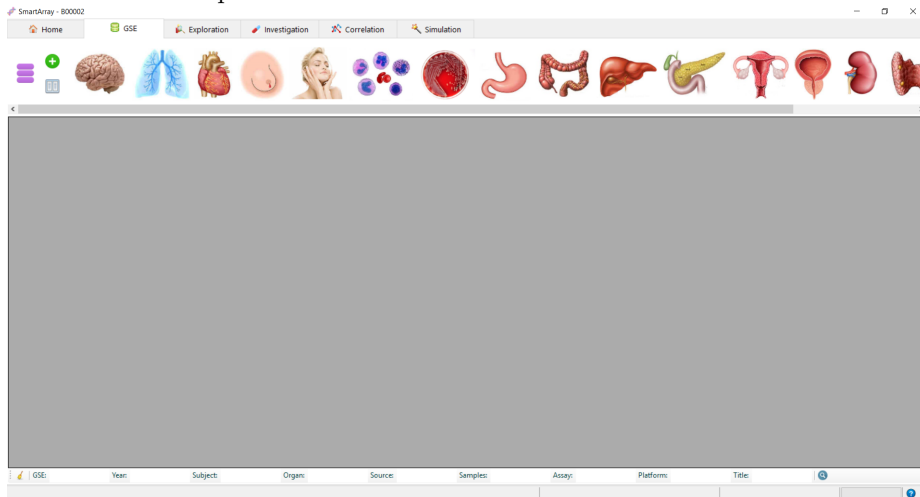 SmartArray - B00002
Home GSE Exploration Investigation Correlation Simulation
GSE: Year: Subject: Organ: Source: Samples: Assay: Platform: Title: